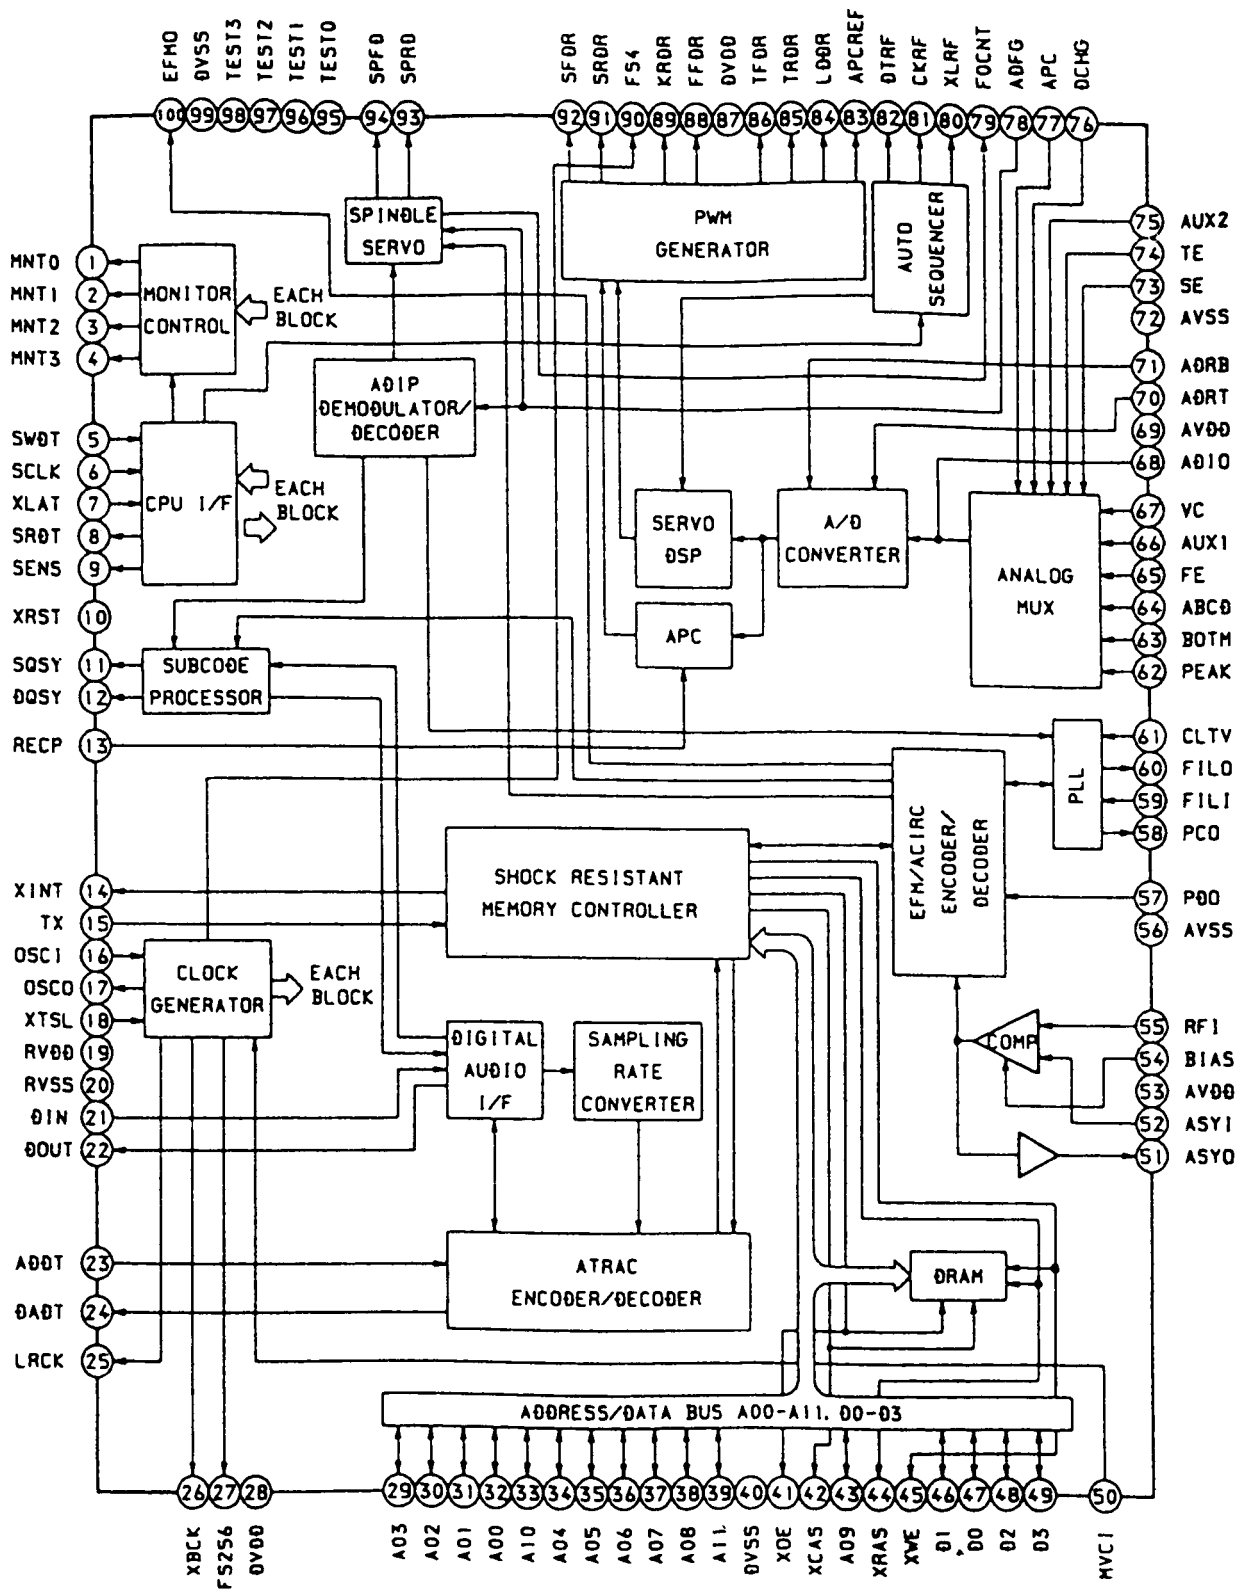 EFMO DVSS TEST3 TEST2 TEST1 TEST0 SPFD SPRD SFDR SRDR FS4 KRDR FFDR DVDD TFDR TRDR LDDR APCREF DTRF CKRF XLRF FOCNT ADFG APC DCHG
100 99 98 97 96 95 94 93 92 91 90 89 88 87 86 85 84 83 82 81 80 79 78 77 76
MNT0 1
MNT1 2
MNT2 3
MNT3 4
MONITOR
CONTROL
EACH
BLOCK
SPINDLE
SERVO
PWM
GENERATOR
AUTO
SEQUENCER
75 AUX2
74 TE
73 SE
72 AVSS
71 ADRB
70 ADRT
69 AVDD
68 ADIO
ADIP
DEMODULATOR/
DECODER
SWDT 5
SCLK 6
XLAT 7
SRDT 8
SENS 9
CPU I/F
EACH
BLOCK
SERVO
DSP
A/D
CONVERTER
ANALOG
MUX
67 VC
66 AUX1
65 FE
64 ABCD
63 BOTM
62 PEAK
APC
XRST 10
SQSY 11
DQSY 12
SUBCODE
PROCESSOR
RECP 13
PLL
61 CLTV
60 FILO
59 FILI
58 PCO
EFM/ACIRC
ENCODER/
DECODER
57 PDO
56 AVSS
SHOCK RESISTANT
MEMORY CONTROLLER
XINT 14
TX 15
OSCI 16
OSCO 17
XTSL 18
RVDD 19
RVSS 20
DIN 21
DOUT 22
CLOCK
GENERATOR
EACH
BLOCK
DIGITAL
AUDIO
I/F
SAMPLING
RATE
CONVERTER
COMP
55 RFI
54 BIAS
53 AVDD
52 ASYI
51 ASYO
ADDT 23
DADT 24
LRCK 25
ATRAC
ENCODER/DECODER
DRAM
ADDRESS/DATA BUS A00-A11, D0-D3
26 27 28 29 30 31 32 33 34 35 36 37 38 39 40 41 42 43 44 45 46 47 48 49 50
XBCK FS256 DVDD A03 A02 A01 A00 A10 A04 A05 A06 A07 A08 A11 DVSS XOE XCAS A09 XRAS XWE D1 D0 D2 D3 MVCI